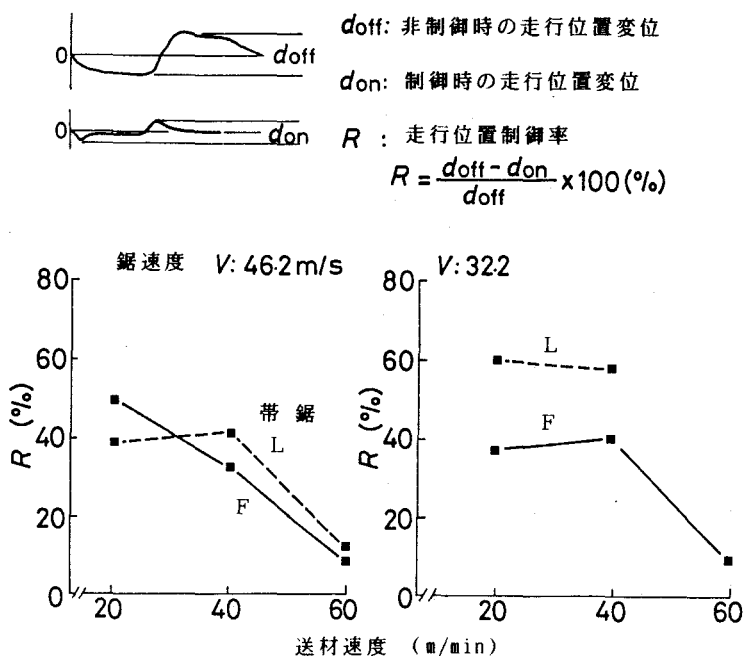 0 doff
doff: 非制御時の走行位置変位
don: 制御時の走行位置変位
0 don
R : 走行位置制御率
R = doff - don / doff ×100 (%)
鋸速度 V: 46.2m/s
80
60
40
20
0
R (%)
帯鋸
L
F
20 40 60
V: 32.2
80
60
40
20
0
R (%)
L
F
20 40 60
送材速度 (m/min)